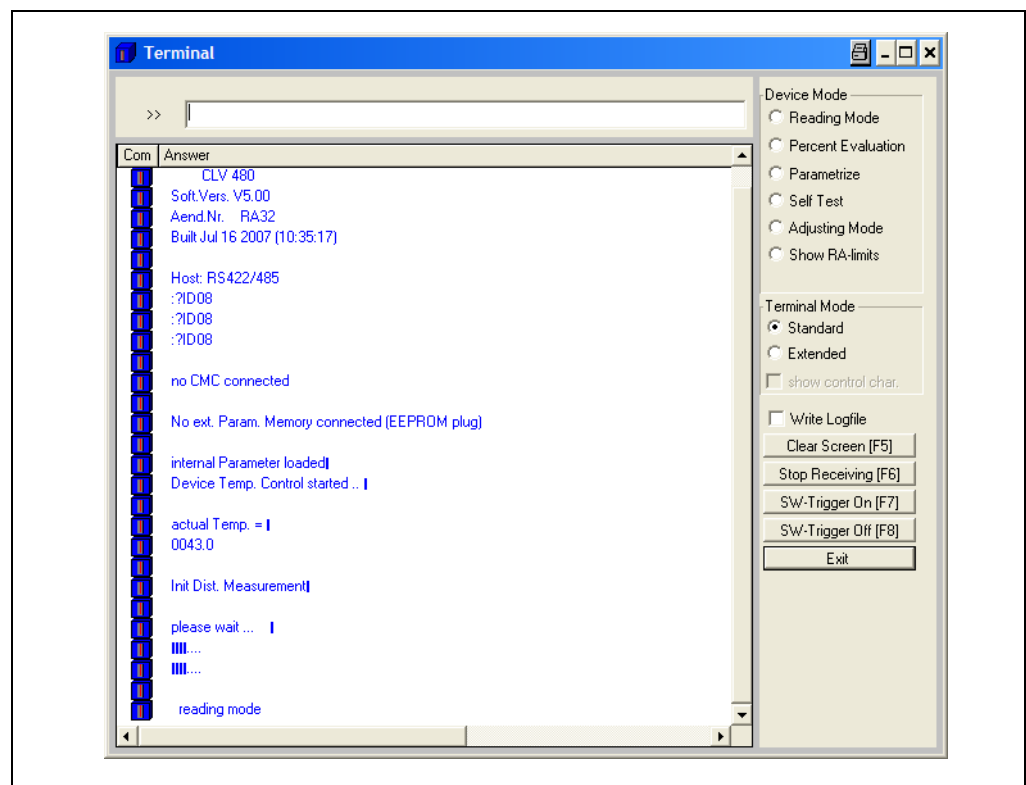 Terminal
>>
Com Answer
CLV 480
Soft.Vers. V5.00
Aend.Nr. RA32
Built Jul 16 2007 (10:35:17)
Host: RS422/485
:?ID08
:?ID08
:?ID08
no CMC connected
No ext. Param. Memory connected (EEPROM plug)
internal Parameter loaded
Device Temp. Control started ..
actual Temp. =
0043.0
Init Dist. Measurement
please wait ...
....
....
reading mode
Device Mode
Reading Mode
Percent Evaluation
Parametrize
Self Test
Adjusting Mode
Show RA-limits
Terminal Mode
Standard
Extended
show control char.
Write Logfile
Clear Screen [F5]
Stop Receiving [F6]
SW-Trigger On [F7]
SW-Trigger Off [F8]
Exit